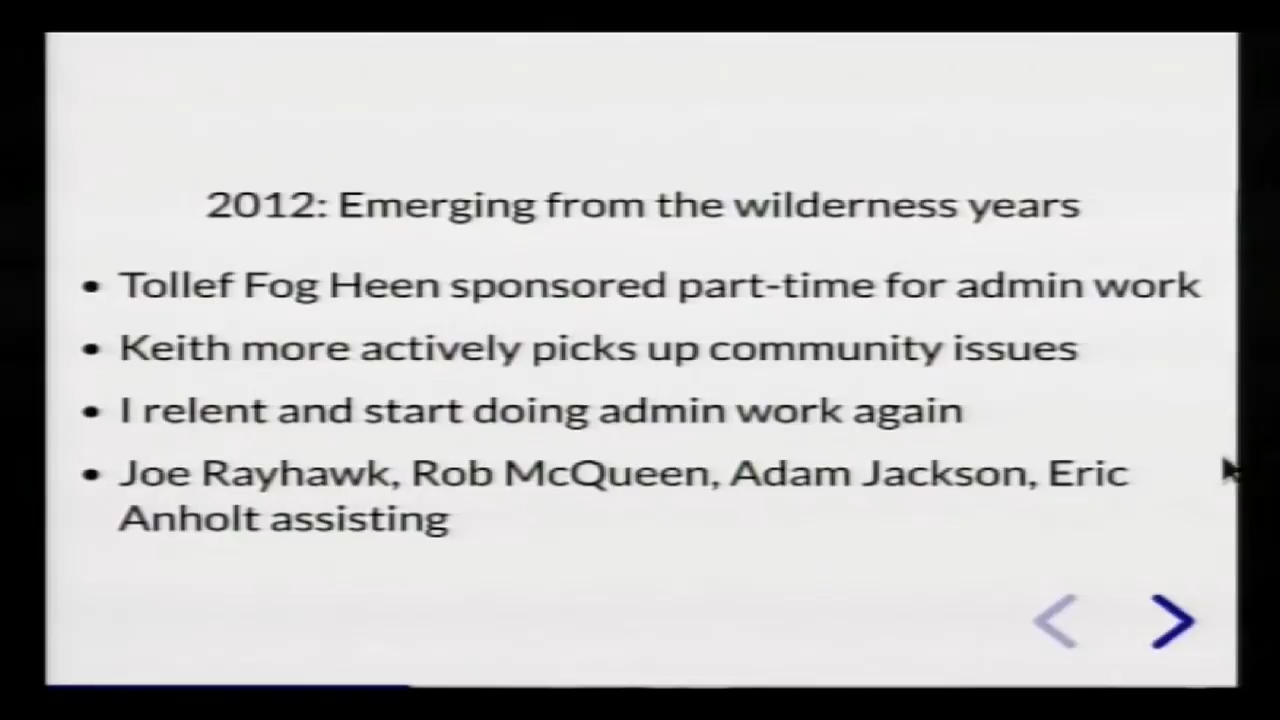 2012: Emerging from the wilderness years
• Tollef Fog Heen sponsored part-time for admin work
• Keith more actively picks up community issues
• I relent and start doing admin work again
• Joe Rayhawk, Rob McQueen, Adam Jackson, Eric
Anholt assisting